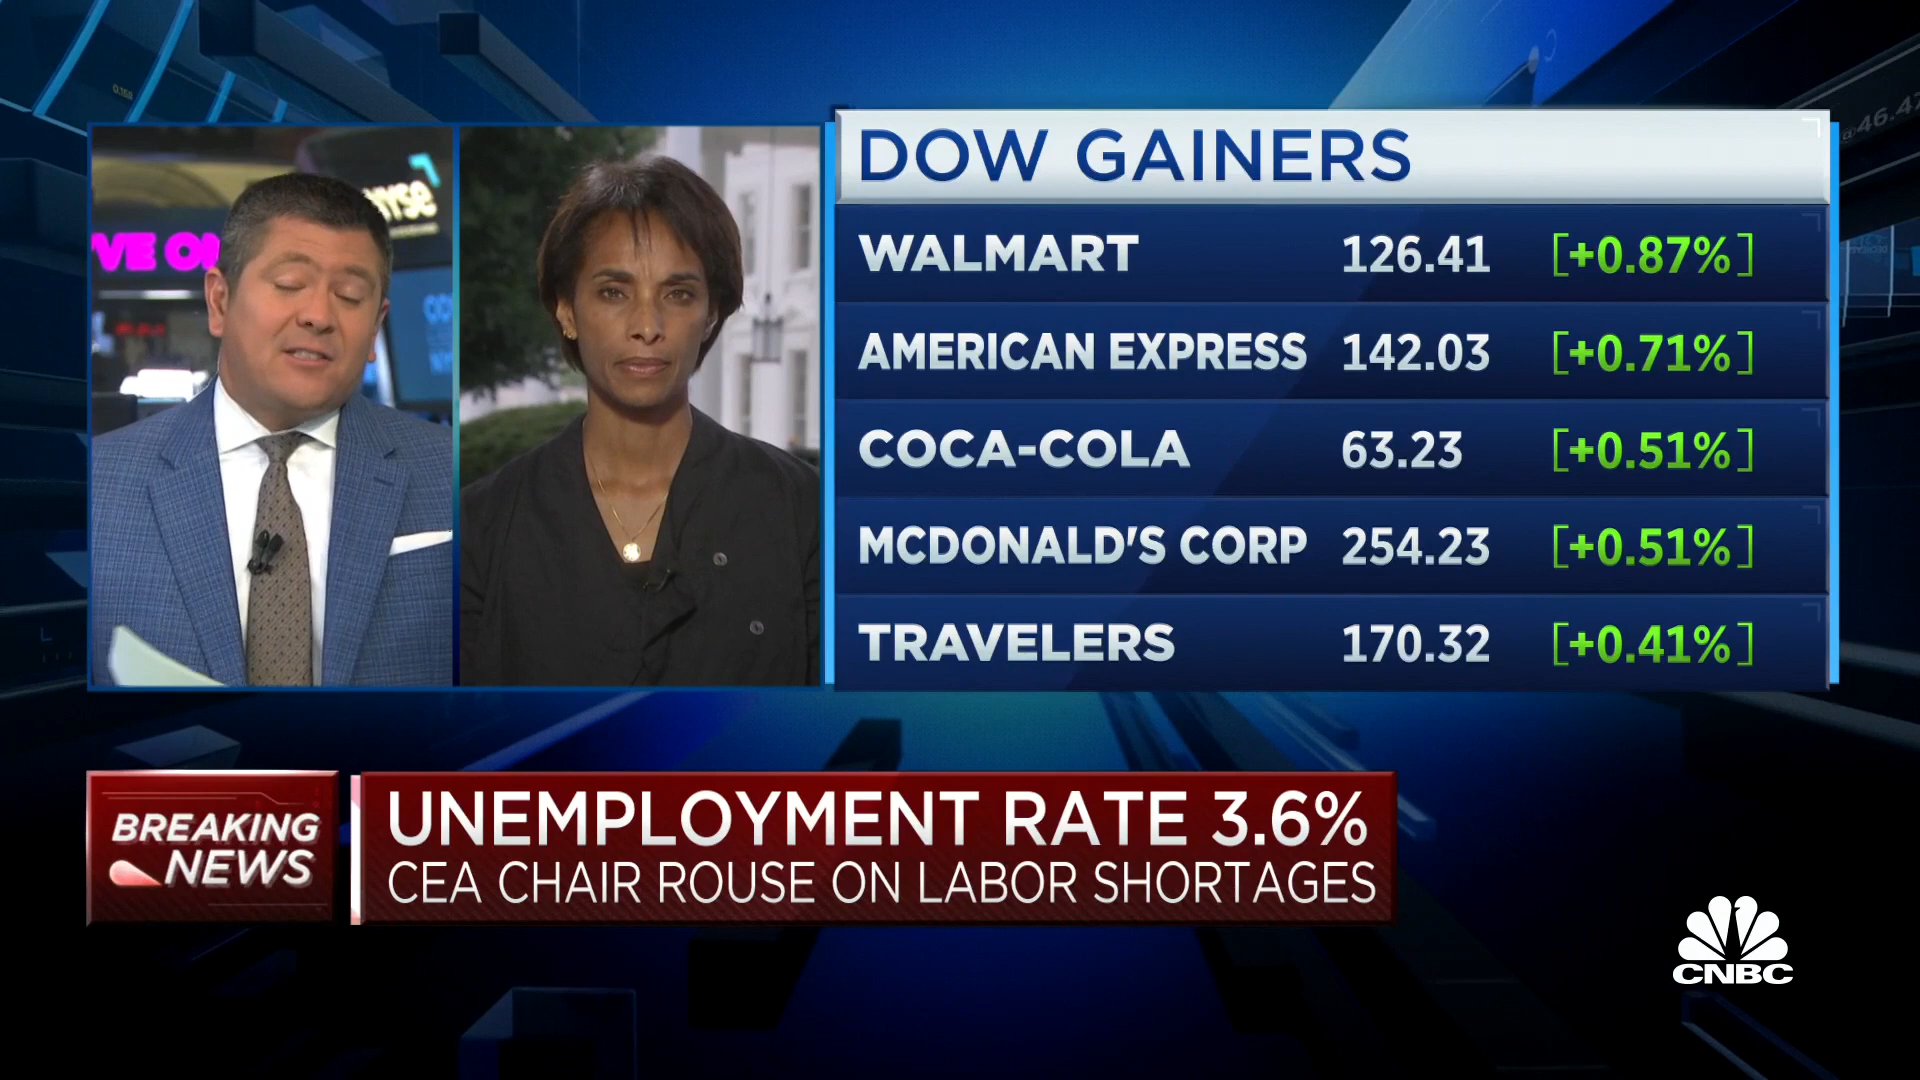 DOW GAINERS
WALMART 126.41 [+0.87%]
AMERICAN EXPRESS 142.03 [+0.71%]
COCA-COLA 63.23 [+0.51%]
MCDONALD'S CORP 254.23 [+0.51%]
TRAVELERS 170.32 [+0.41%]
BREAKING
NEWS
UNEMPLOYMENT RATE 3.6%
CEA CHAIR ROUSE ON LABOR SHORTAGES
CNBC